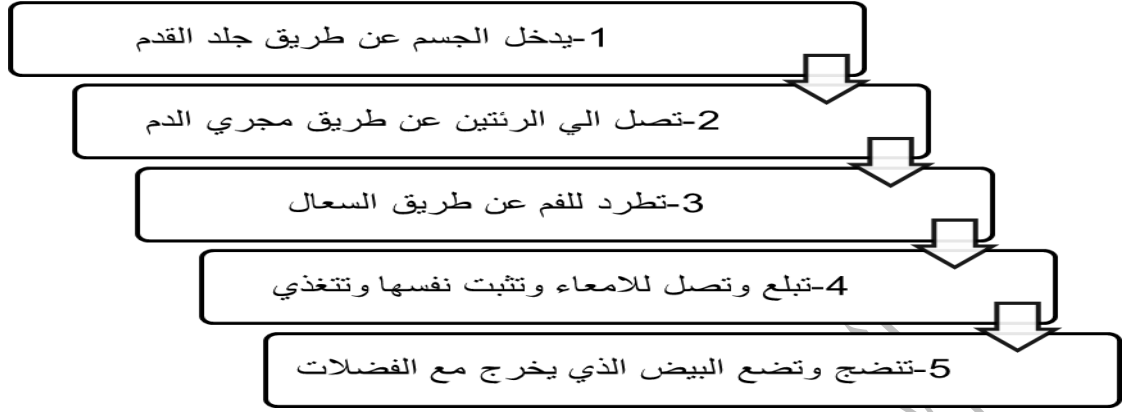 1-يدخل الجسم عن طريق جلد القدم
2-تصل الي الرئتين عن طريق مجري الدم
3-تطرد للفم عن طريق السعال
4-تبلع وتصل للامعاء وتثبت نفسها وتتغذي
5-تنضج وتضع البيض الذي يخرج مع الفضلات